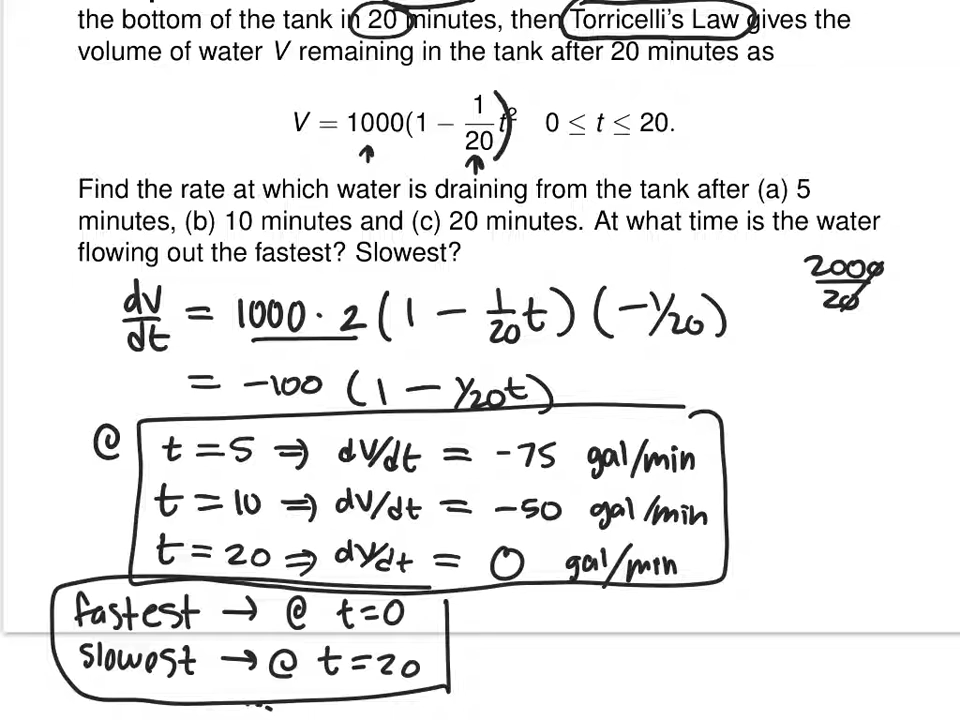 the bottom of the tank in 20 minutes, then Torricelli's Law gives the
volume of water V remaining in the tank after 20 minutes as
V = 1000(1 − 1/20 t)² 0 ≤ t ≤ 20.
Find the rate at which water is draining from the tank after (a) 5
minutes, (b) 10 minutes and (c) 20 minutes. At what time is the water
flowing out the fastest? Slowest?
2000/20
dV/dt = 1000 · 2 (1 − 1/20 t) (−1/20)
= −100 (1 − 1/20t)
@ t = 5 ⇒ dV/dt = −75 gal/min
t = 10 ⇒ dV/dt = −50 gal/min
t = 20 ⇒ dV/dt = 0 gal/min
fastest → @ t=0
slowest → @ t=20